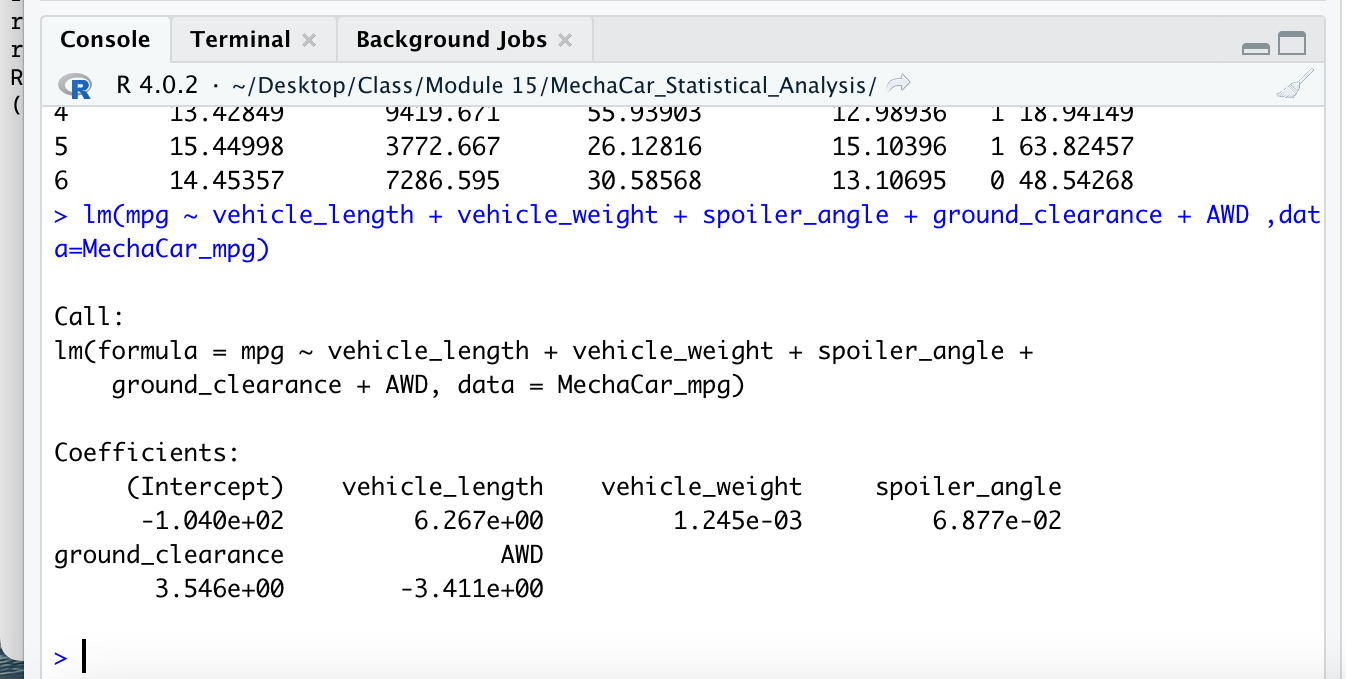 r
r
R
(
Console Terminal × Background Jobs ×
R R 4.0.2 · ~/Desktop/Class/Module 15/MechaCar_Statistical_Analysis/
4 13.42849 9419.671 55.93903 12.98936 1 18.94149
5 15.44998 3772.667 26.12816 15.10396 1 63.82457
6 14.45357 7286.595 30.58568 13.10695 0 48.54268
> lm(mpg ~ vehicle_length + vehicle_weight + spoiler_angle + ground_clearance + AWD ,dat
a=MechaCar_mpg)
Call:
lm(formula = mpg ~ vehicle_length + vehicle_weight + spoiler_angle +
ground_clearance + AWD, data = MechaCar_mpg)
Coefficients:
(Intercept) vehicle_length vehicle_weight spoiler_angle
-1.040e+02 6.267e+00 1.245e-03 6.877e-02
ground_clearance AWD
3.546e+00 -3.411e+00
>